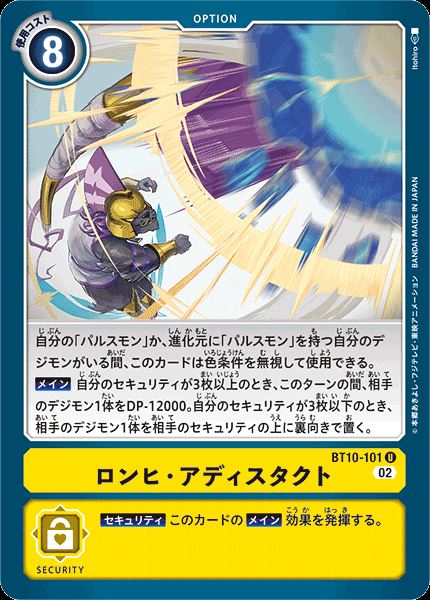 OPTION
使用コスト
8
Itohiro
自分の「パルスモン」か、進化元に「パルスモン」を持つ自分のデ
ジモンがいる間、このカードは色条件を無視して使用できる。
メイン 自分のセキュリティが3枚以上のとき、このターンの間、相手
のデジモン1体をDP-12000。自分のセキュリティが3枚以下のとき、
相手のデジモン1体を相手のセキュリティの上に裏向きで置く。
©本郷あきよし・フジテレビ・東映アニメーション BANDAI MADE IN JAPAN
BT10-101 U
ロンヒ・アディスタクト
02
セキュリティ このカードの メイン 効果を発揮する。
SECURITY